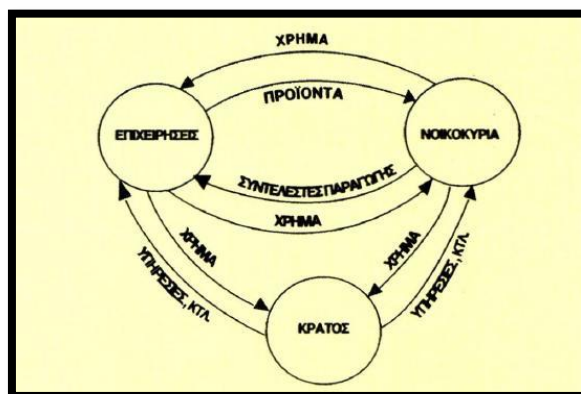 ΧΡΗΜΑ
ΠΡΟΪΟΝΤΑ
ΕΠΙΧΕΙΡΗΣΕΙΣ
ΝΟΙΚΟΚΥΡΙΑ
ΣΥΝΤΕΛΕΣΤΕΣ ΠΑΡΑΓΩΓΗΣ
ΧΡΗΜΑ
ΧΡΗΜΑ
ΧΡΗΜΑ
ΥΠΗΡΕΣΙΕΣ, ΚΤΛ.
ΥΠΗΡΕΣΙΕΣ, ΚΤΛ.
ΚΡΑΤΟΣ